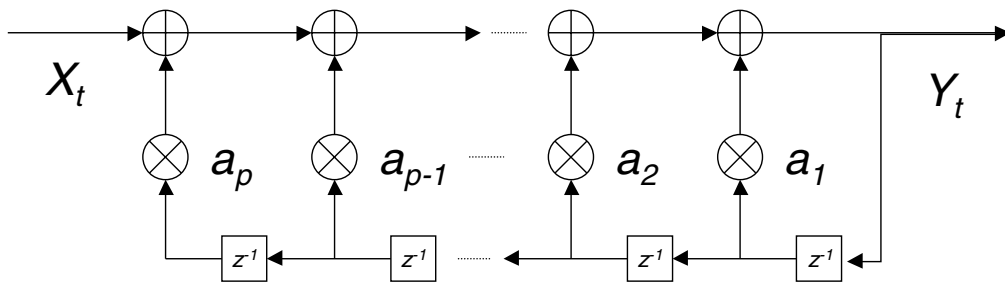 X_t
Y_t
a_p a_{p-1} a_2 a_1
z^{-1} z^{-1} z^{-1} z^{-1}